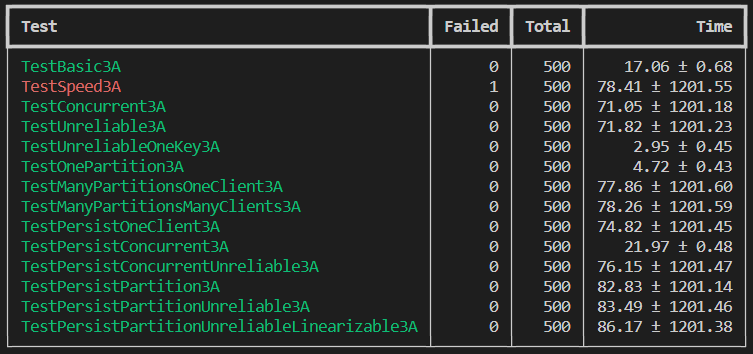 Test Failed Total Time
TestBasic3A 0 500 17.06 ± 0.68
TestSpeed3A 1 500 78.41 ± 1201.55
TestConcurrent3A 0 500 71.05 ± 1201.18
TestUnreliable3A 0 500 71.82 ± 1201.23
TestUnreliableOneKey3A 0 500 2.95 ± 0.45
TestOnePartition3A 0 500 4.72 ± 0.43
TestManyPartitionsOneClient3A 0 500 77.86 ± 1201.60
TestManyPartitionsManyClients3A 0 500 78.26 ± 1201.59
TestPersistOneClient3A 0 500 74.82 ± 1201.45
TestPersistConcurrent3A 0 500 21.97 ± 0.48
TestPersistConcurrentUnreliable3A 0 500 76.15 ± 1201.47
TestPersistPartition3A 0 500 82.83 ± 1201.14
TestPersistPartitionUnreliable3A 0 500 83.49 ± 1201.46
TestPersistPartitionUnreliableLinearizable3A 0 500 86.17 ± 1201.38